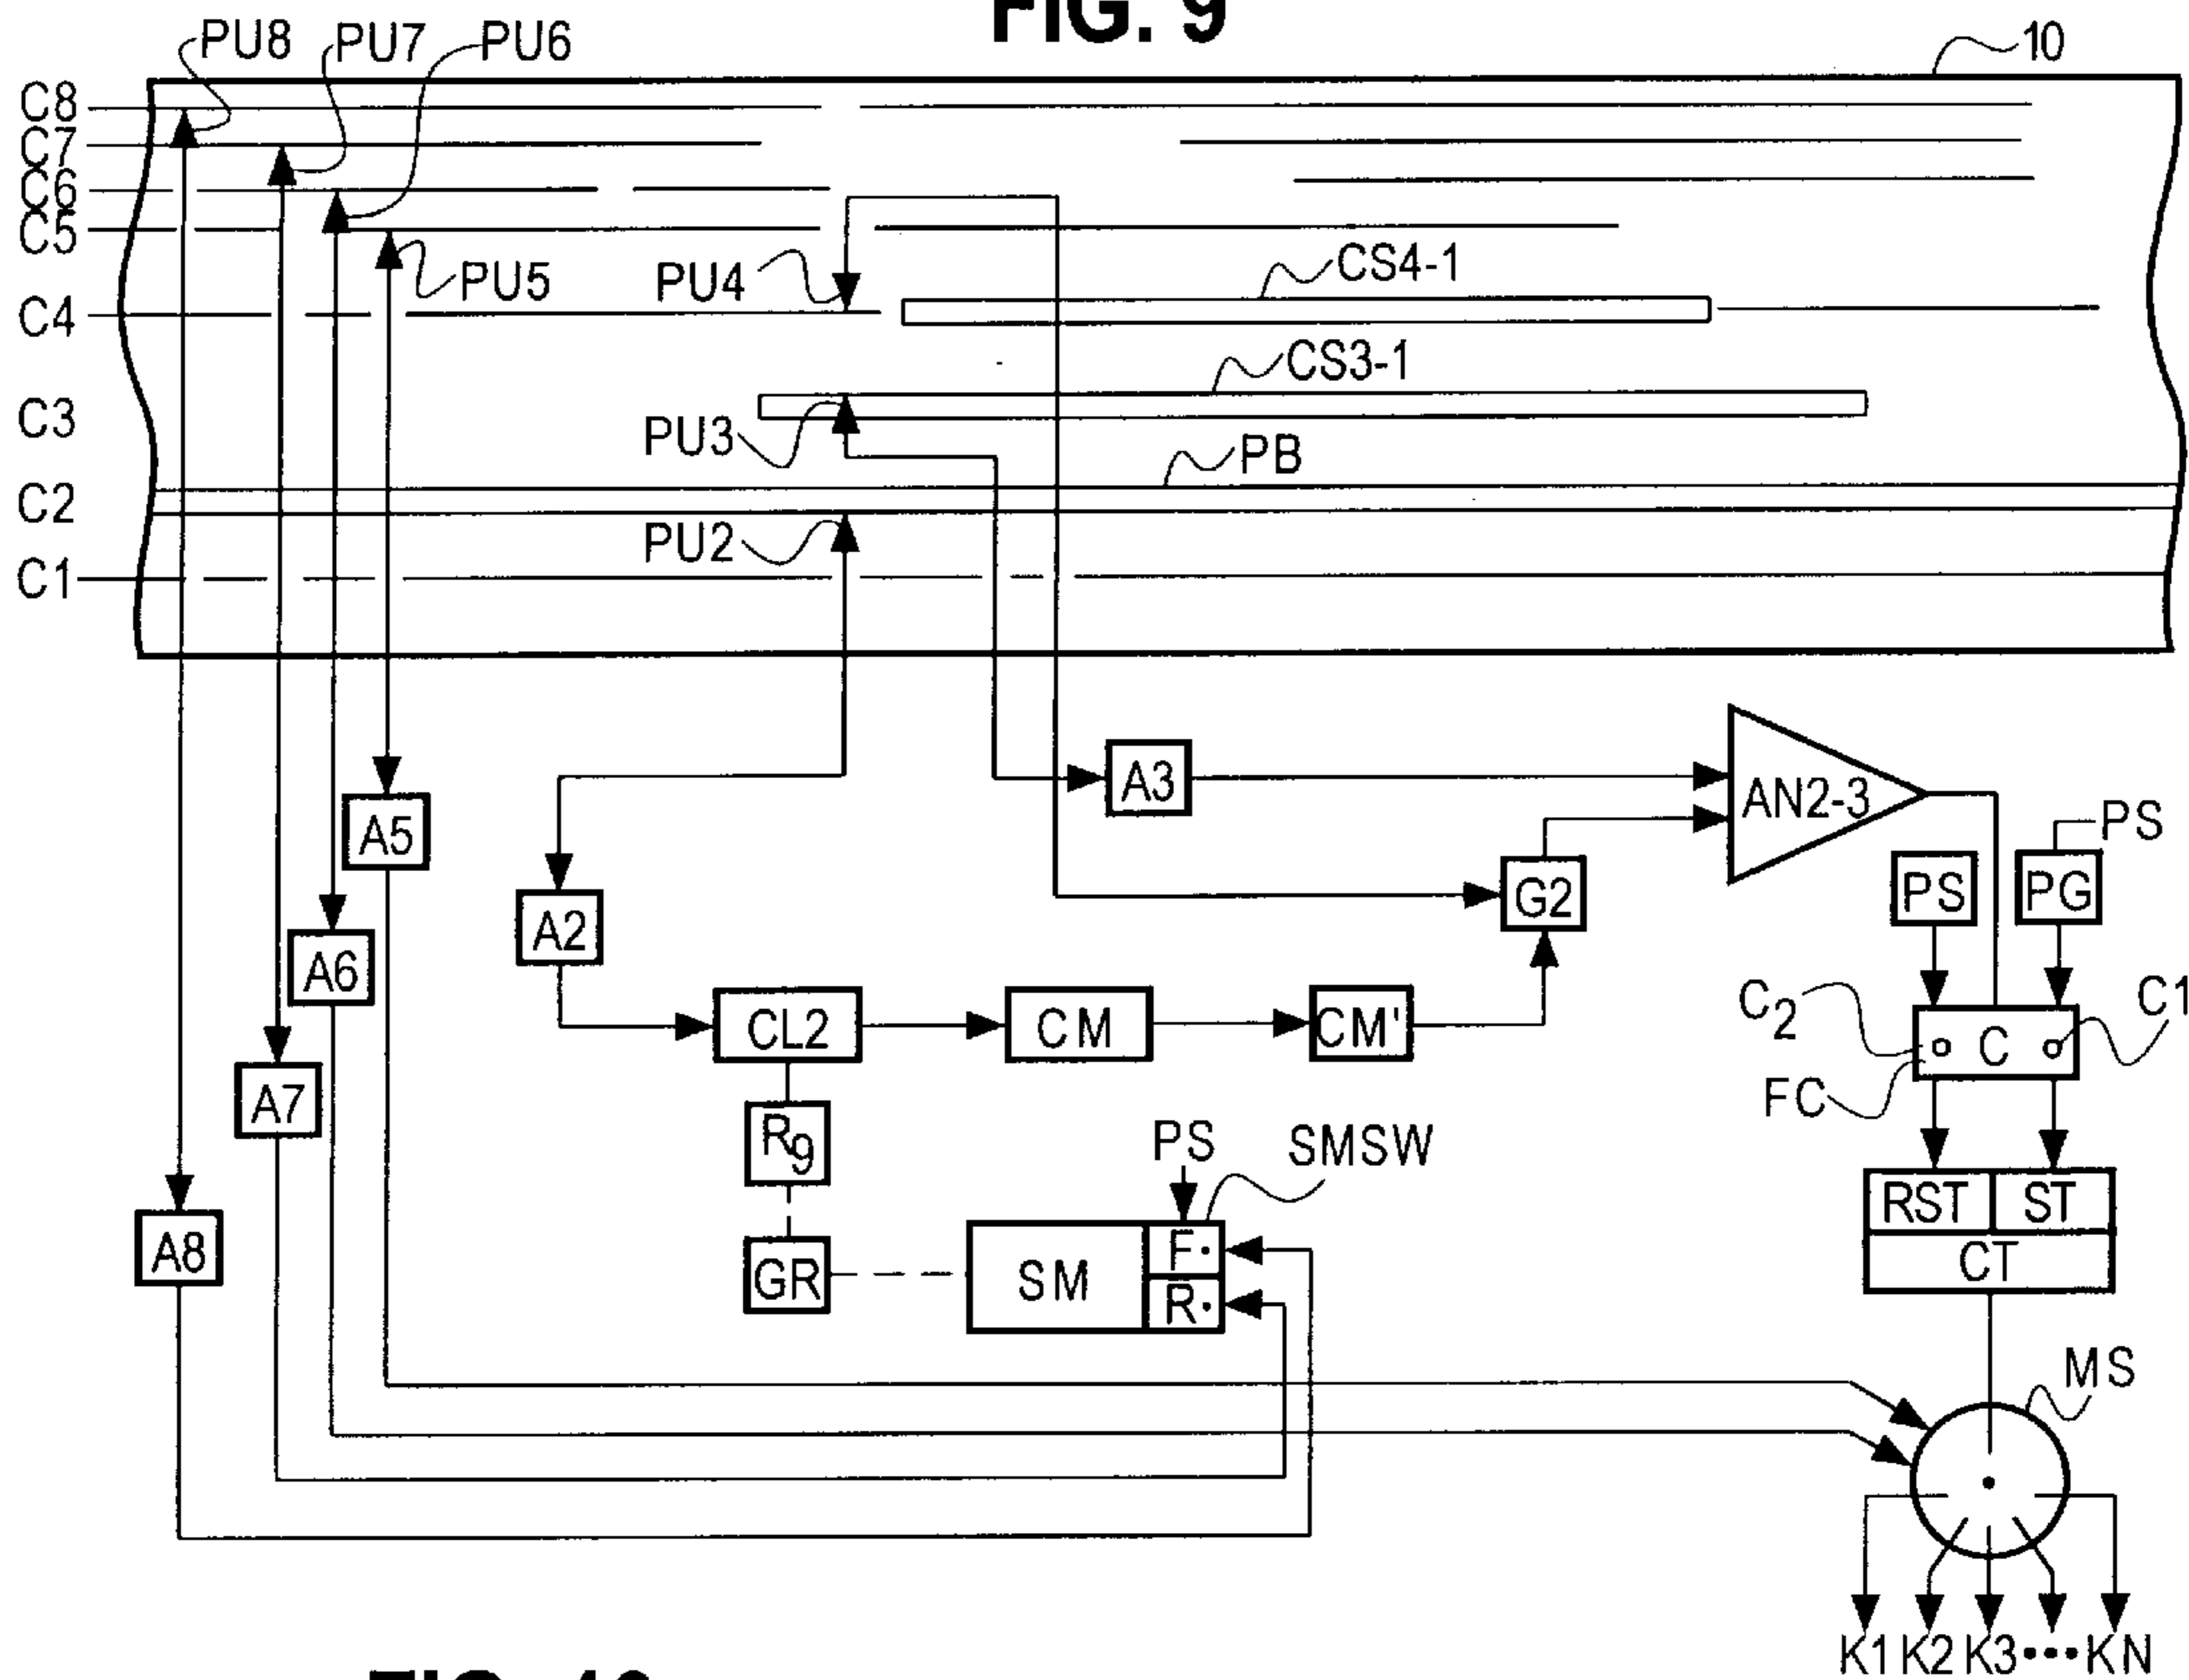 FIG. 9
PU8
PU7
PU6
10
C8
C7
C6
C5
PU5
PU4
CS4-1
C4
CS3-1
C3
PU3
PB
C2
PU2
C1
A3
AN2-3
A5
PS
PS
PG
G2
A2
A6
C2
C1
CL2
CM
CM'
C
FC
A7
R9
PS
SMSW
RST
ST
A8
F.
GR
SM
CT
R.
MS
K1 K2 K3 ••• KN